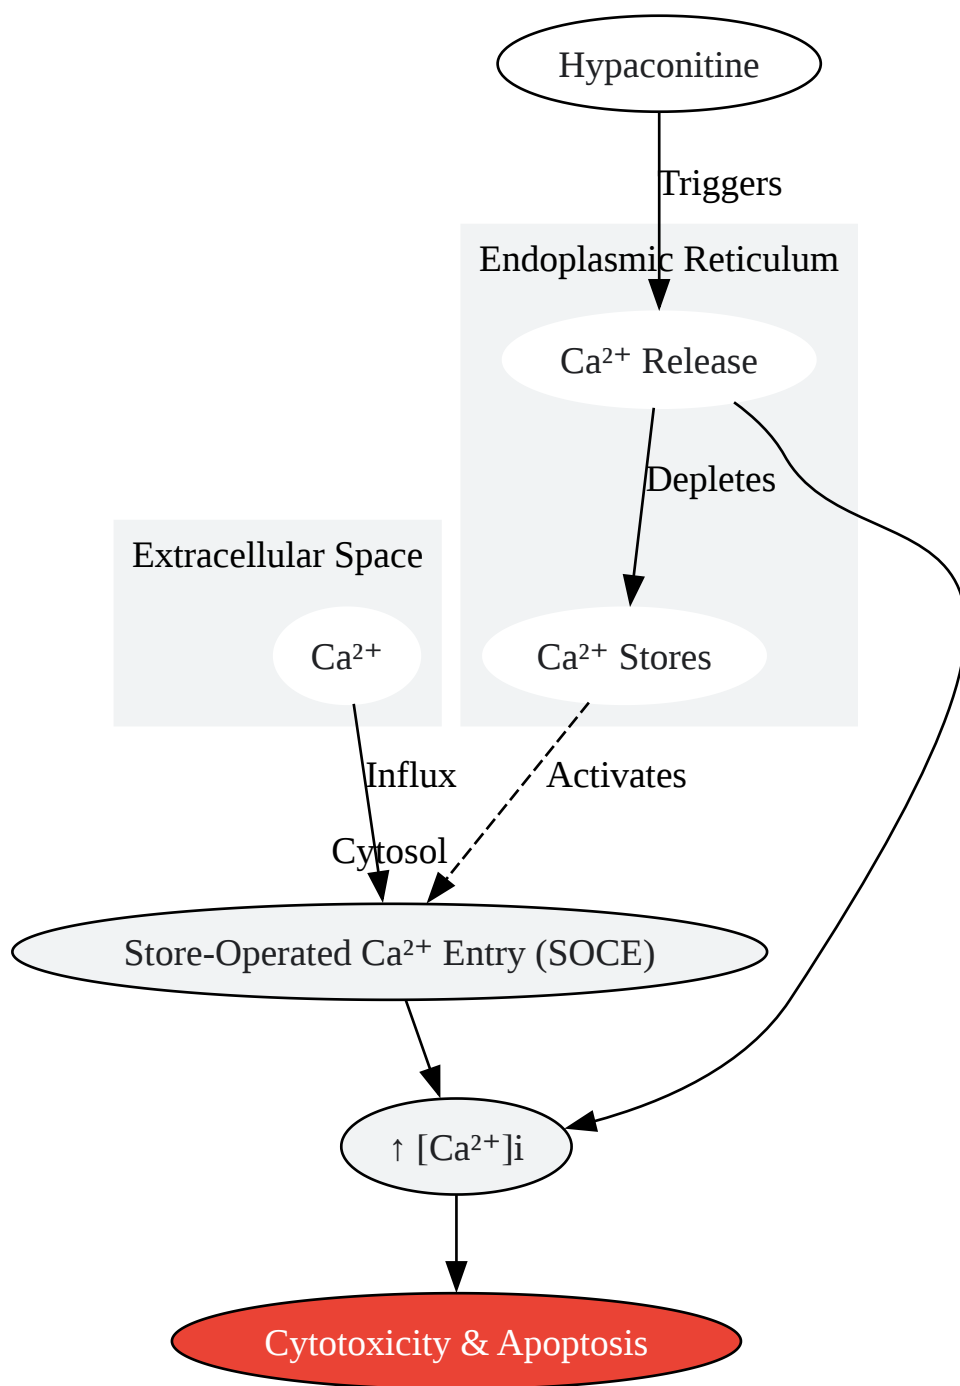 Hypaconitine
Triggers
Endoplasmic Reticulum
Ca²⁺ Release
Depletes
Extracellular Space
Ca²⁺
Ca²⁺ Stores
Influx
Activates
Cytosol
Store-Operated Ca²⁺ Entry (SOCE)
↑ [Ca²⁺]i
Cytotoxicity & Apoptosis